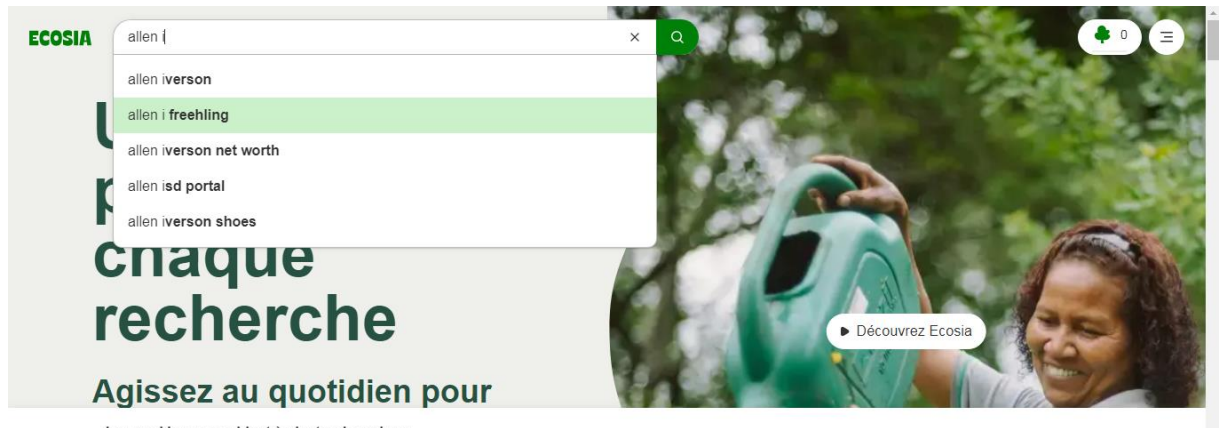 ECOSIA
allen i
0
allen iverson
allen i freehling
allen iverson net worth
allen isd portal
allen iverson shoes
chaque
recherche
Découvrez Ecosia
Agissez au quotidien pour